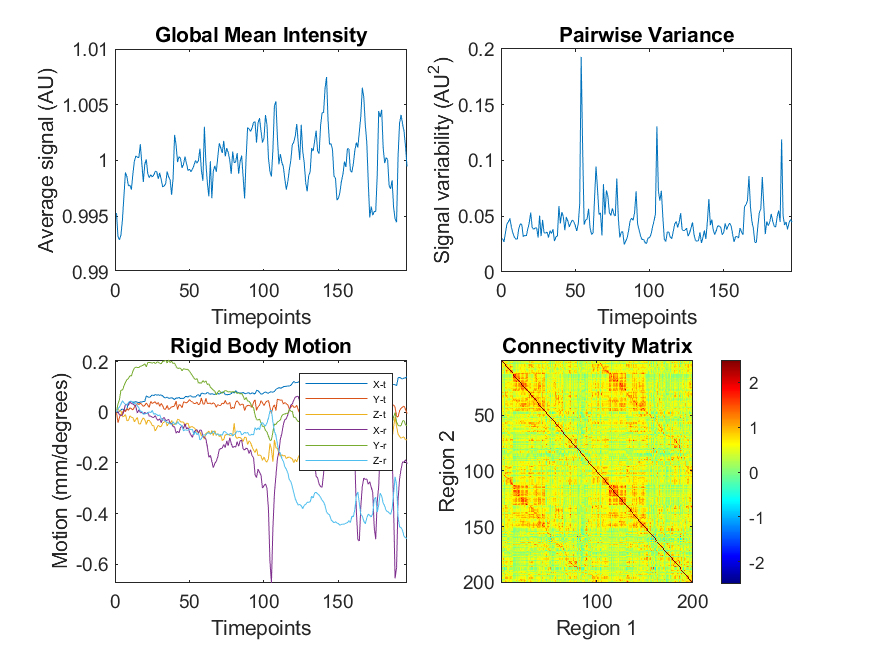 Global Mean Intensity
Average signal (AU)
1.01
1.005
1
0.995
0.99
0 50 100 150
Timepoints
Pairwise Variance
Signal variability (AU²)
0.2
0.15
0.1
0.05
0
0 50 100 150
Timepoints
Rigid Body Motion
Motion (mm/degrees)
0.2
0
-0.2
-0.4
-0.6
0 50 100 150
Timepoints
X-t
Y-t
Z-t
X-r
Y-r
Z-r
Connectivity Matrix
Region 2
50
100
150
200
100 200
Region 1
2
1
0
-1
-2